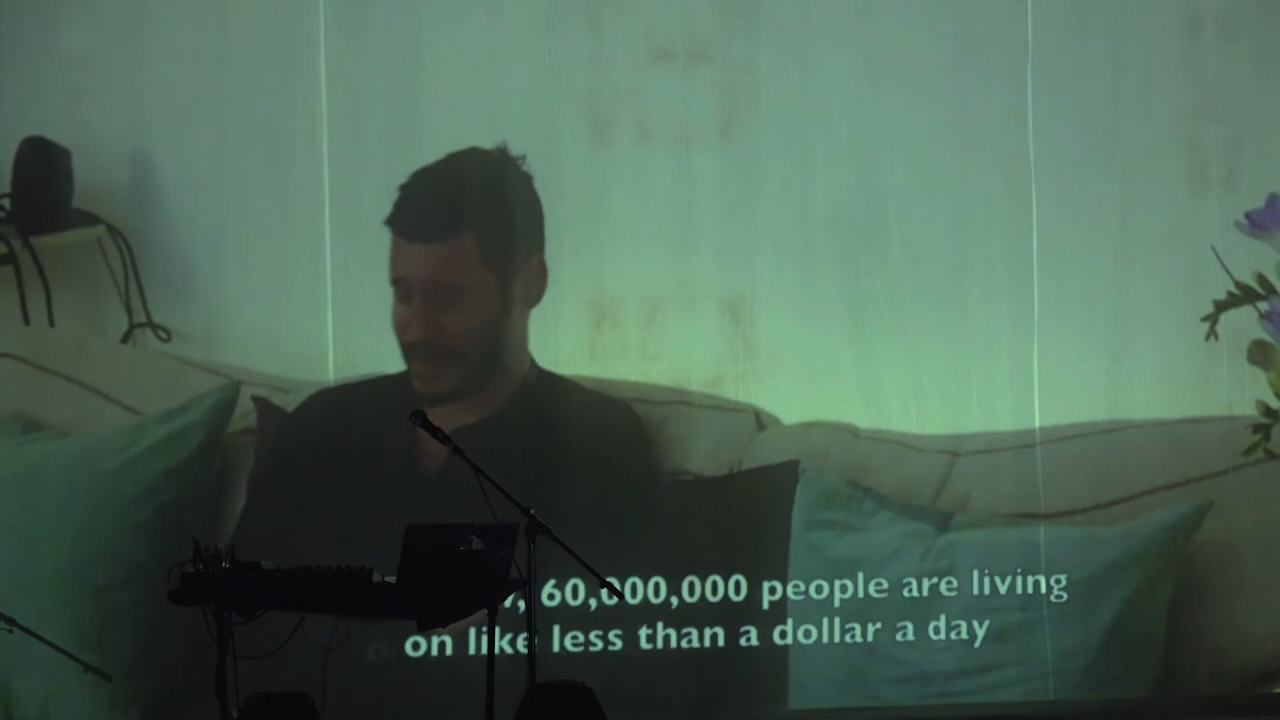 60,000,000 people are living
on like less than a dollar a day